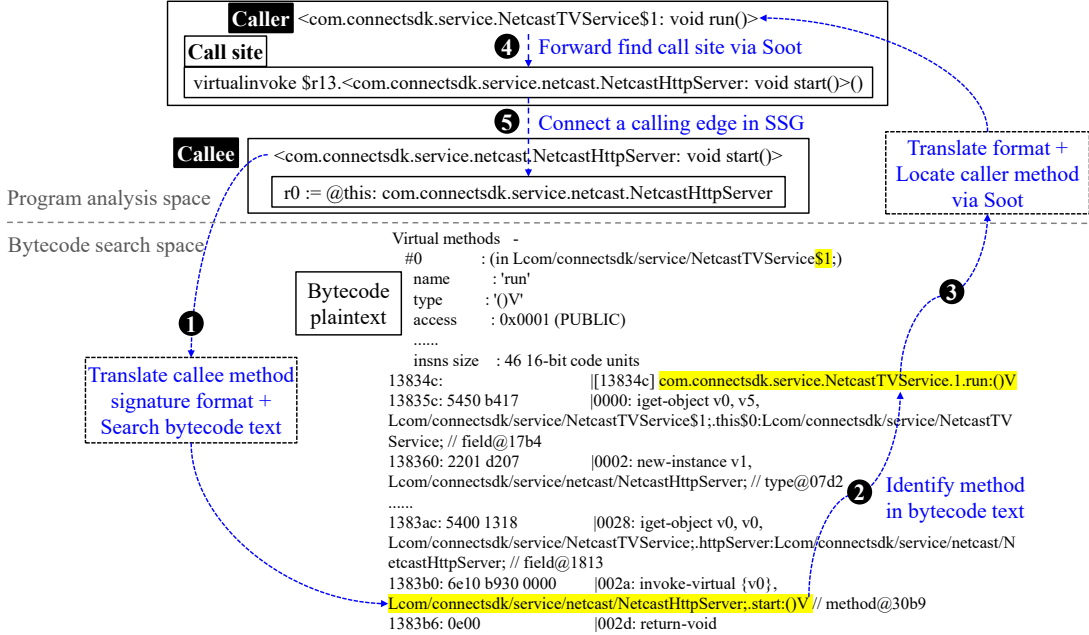 Caller <com.connectsdk.service.NetcastTVService$1: void run()>
4 Forward find call site via Soot
Call site
virtualinvoke $r13.<com.connectsdk.service.netcast.NetcastHttpServer: void start()>()
5 Connect a calling edge in SSG
Callee <com.connectsdk.service.netcast.NetcastHttpServer: void start()>
r0 := @this: com.connectsdk.service.netcast.NetcastHttpServer
Translate format +
Locate caller method
via Soot
Program analysis space
Bytecode search space
1
Translate callee method
signature format +
Search bytecode text
Bytecode
plaintext
Virtual methods -
#0 : (in Lcom/connectsdk/service/NetcastTVService$1;)
name : 'run'
type : '()V'
access : 0x0001 (PUBLIC)
......
insns size : 46 16-bit code units
13834c: |[13834c] com.connectsdk.service.NetcastTVService.1.run:()V
13835c: 5450 b417 |0000: iget-object v0, v5,
Lcom/connectsdk/service/NetcastTVService$1;.this$0:Lcom/connectsdk/service/NetcastTV
Service; // field@17b4
138360: 2201 d207 |0002: new-instance v1,
Lcom/connectsdk/service/netcast/NetcastHttpServer; // type@07d2
......
1383ac: 5400 1318 |0028: iget-object v0, v0,
Lcom/connectsdk/service/NetcastTVService;.httpServer:Lcom/connectsdk/service/netcast/N
etcastHttpServer; // field@1813
1383b0: 6e10 b930 0000 |002a: invoke-virtual {v0},
Lcom/connectsdk/service/netcast/NetcastHttpServer;.start:()V // method@30b9
1383b6: 0e00 |002d: return-void
2 Identify method
in bytecode text
3